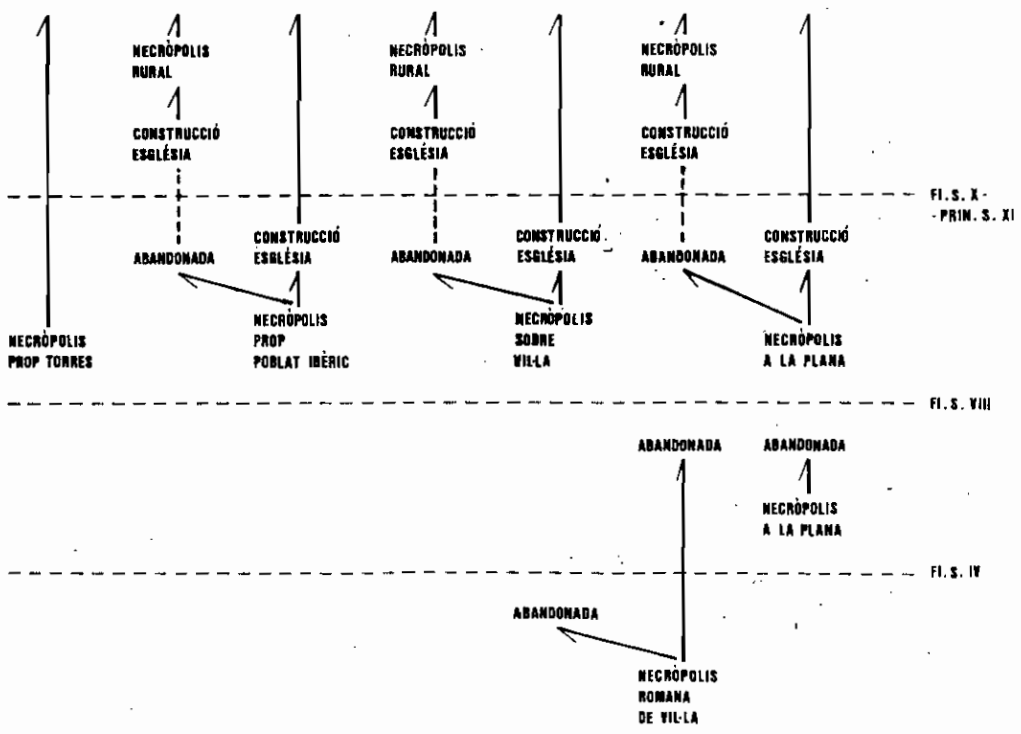 NECRÒPOLIS
RURAL
NECRÒPOLIS
RURAL
NECRÒPOLIS
RURAL
CONSTRUCCIÓ
ESGLÉSIA
CONSTRUCCIÓ
ESGLÉSIA
CONSTRUCCIÓ
ESGLÉSIA
FI. S. X -
- PRIN. S. XI
ABANDONADA
CONSTRUCCIÓ
ESGLÉSIA
ABANDONADA
CONSTRUCCIÓ
ESGLÉSIA
ABANDONADA
CONSTRUCCIÓ
ESGLÉSIA
NECRÒPOLIS
PROP TORRES
NECRÒPOLIS
PROP
POBLAT IBÈRIC
NECRÒPOLIS
SOBRE
VIL·LA
NECRÒPOLIS
A LA PLANA
FI. S. VIII
ABANDONADA
ABANDONADA
NECRÒPOLIS
A LA PLANA
FI. S. IV
ABANDONADA
NECRÒPOLIS
ROMANA
DE VIL·LA